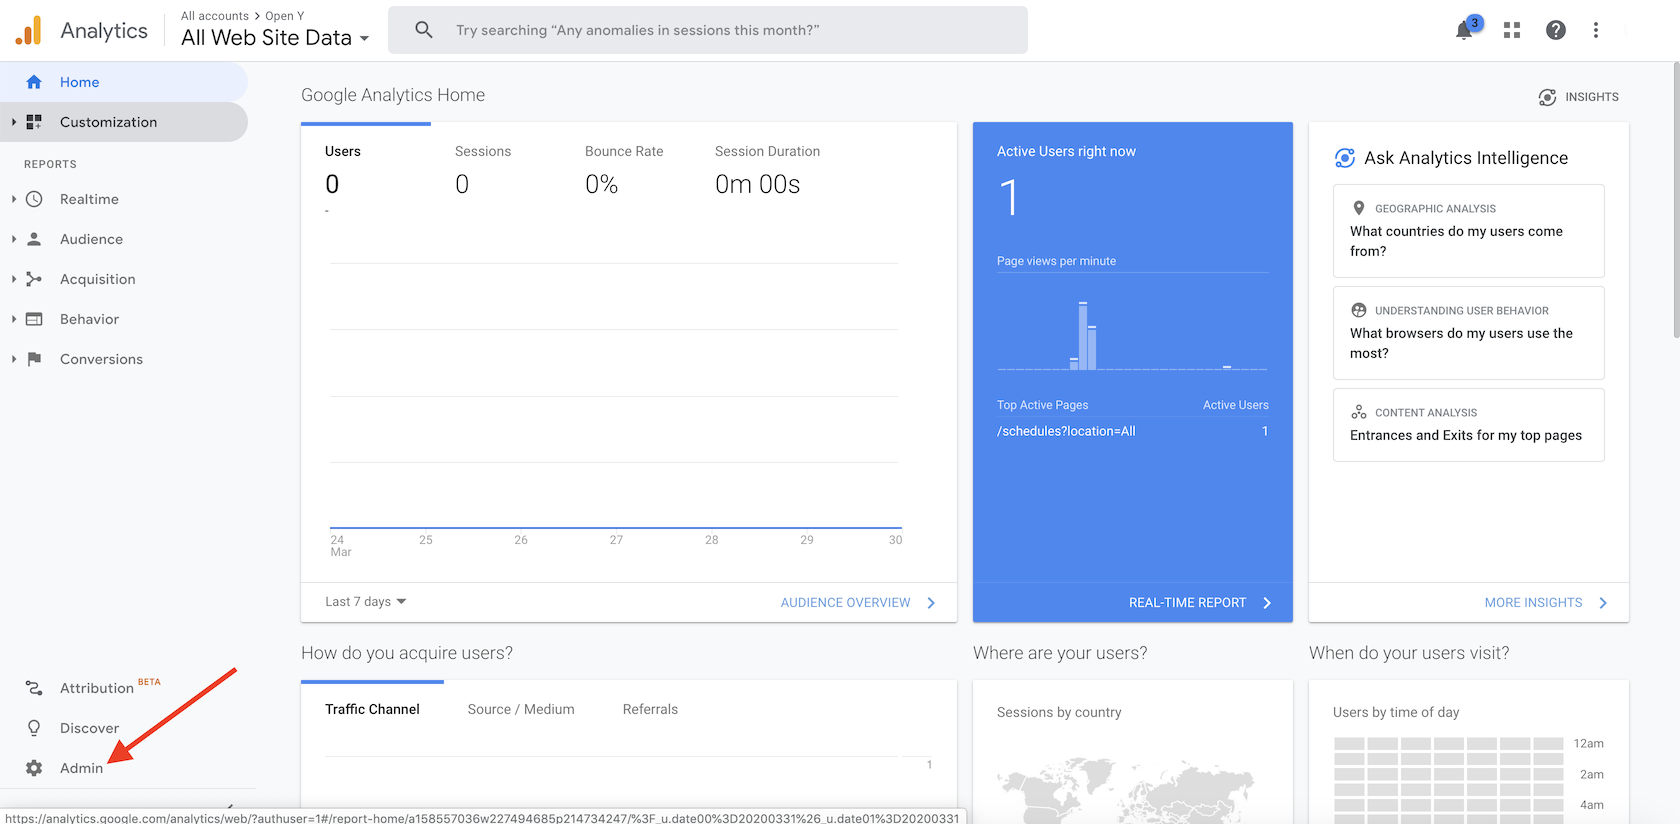 Analytics
All accounts > Open Y
All Web Site Data
Try searching “Any anomalies in sessions this month?”
3
Home
Customization
REPORTS
Realtime
Audience
Acquisition
Behavior
Conversions
Attribution BETA
Discover
Admin
Google Analytics Home
INSIGHTS
Users
0
-
Sessions
0
Bounce Rate
0%
Session Duration
0m 00s
24
Mar
25
26
27
28
29
30
Last 7 days
AUDIENCE OVERVIEW
Active Users right now
1
Page views per minute
Top Active Pages
Active Users
/schedules?location=All
1
REAL-TIME REPORT
Ask Analytics Intelligence
GEOGRAPHIC ANALYSIS
What countries do my users come
from?
UNDERSTANDING USER BEHAVIOR
What browsers do my users use the
most?
CONTENT ANALYSIS
Entrances and Exits for my top pages
MORE INSIGHTS
How do you acquire users?
Traffic Channel
Source / Medium
Referrals
1
Where are your users?
Sessions by country
When do your users visit?
Users by time of day
12am
2am
4am
https://analytics.google.com/analytics/web/?authuser=1#/report-home/a158557036w227494685p214734247/%3F_u.date00%3D20200331%26_u.date01%3D20200331